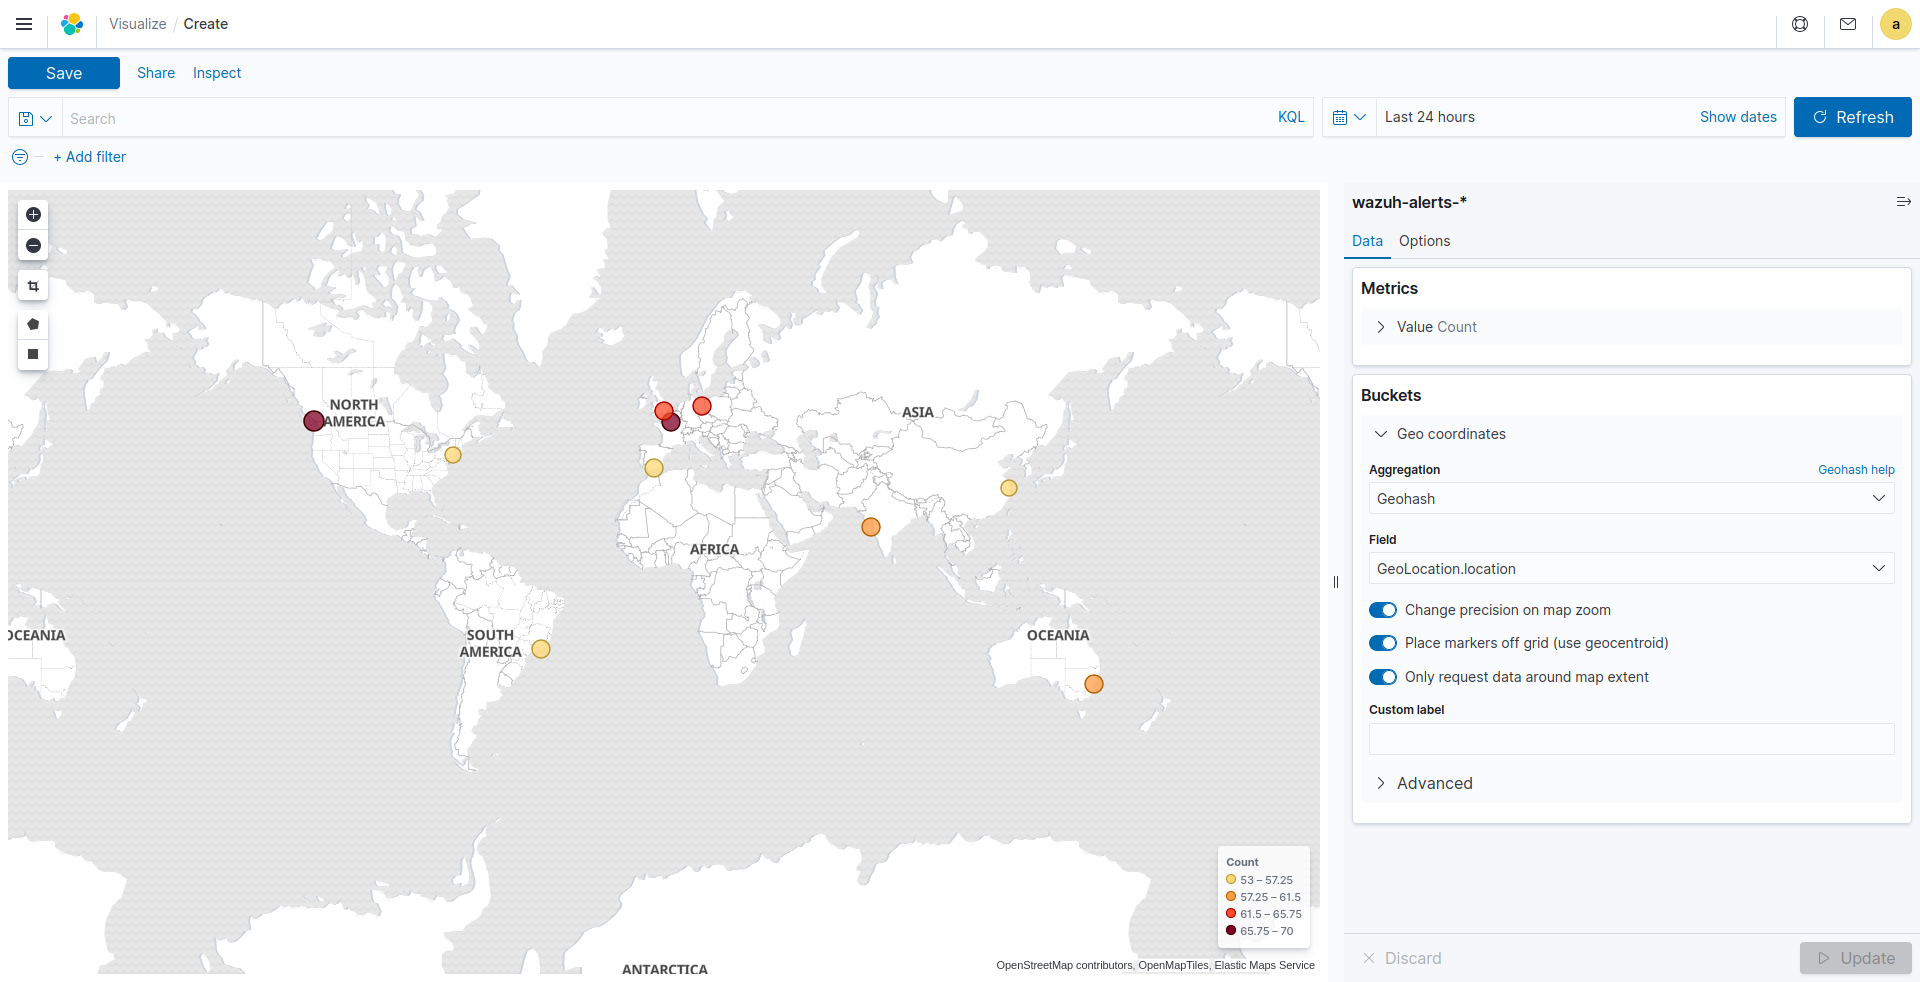 Visualize / Create
a
Save
Share
Inspect
Search
KQL
Last 24 hours
Show dates
Refresh
+ Add filter
NORTH
AMERICA
ASIA
AFRICA
OCEANIA
SOUTH
AMERICA
OCEANIA
ANTARCTICA
Count
53 – 57.25
57.25 – 61.5
61.5 – 65.75
65.75 – 70
OpenStreetMap contributors, OpenMapTiles, Elastic Maps Service
wazuh-alerts-*
Data
Options
Metrics
Value Count
Buckets
Geo coordinates
Aggregation
Geohash help
Geohash
Field
GeoLocation.location
Change precision on map zoom
Place markers off grid (use geocentroid)
Only request data around map extent
Custom label
Advanced
Discard
Update